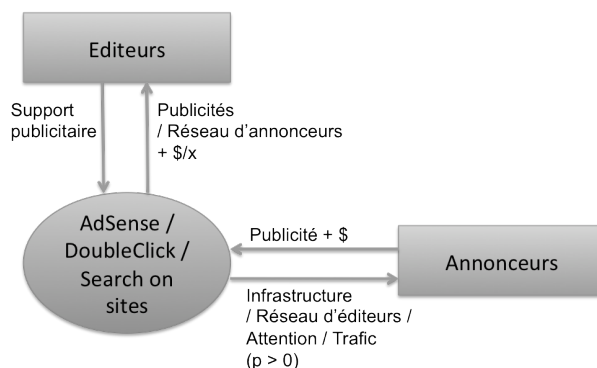 Editeurs
Support
publicitaire
Publicités
/ Réseau d'annonceurs
+ $/x
AdSense /
DoubleClick /
Search on
sites
Publicité + $
Annonceurs
Infrastructure
/ Réseau d'éditeurs /
Attention / Trafic
(p > 0)